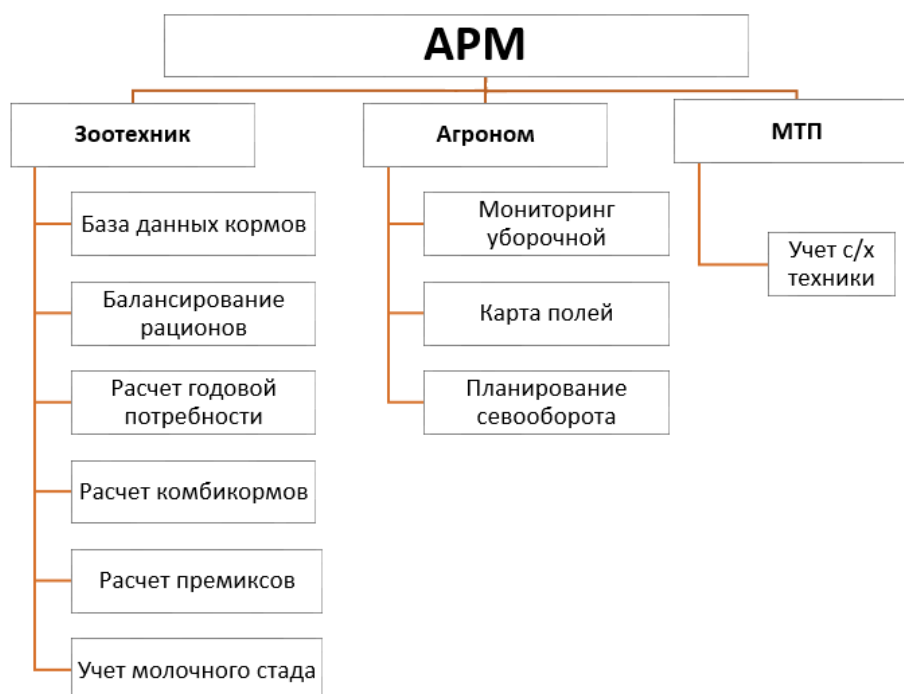 АРМ
Зоотехник
Агроном
МТП
База данных кормов
Балансирование
рационов
Расчет годовой
потребности
Расчет комбикормов
Расчет премиксов
Учет молочного стада
Мониторинг
уборочной
Карта полей
Планирование
севооборота
Учет с/х
техники